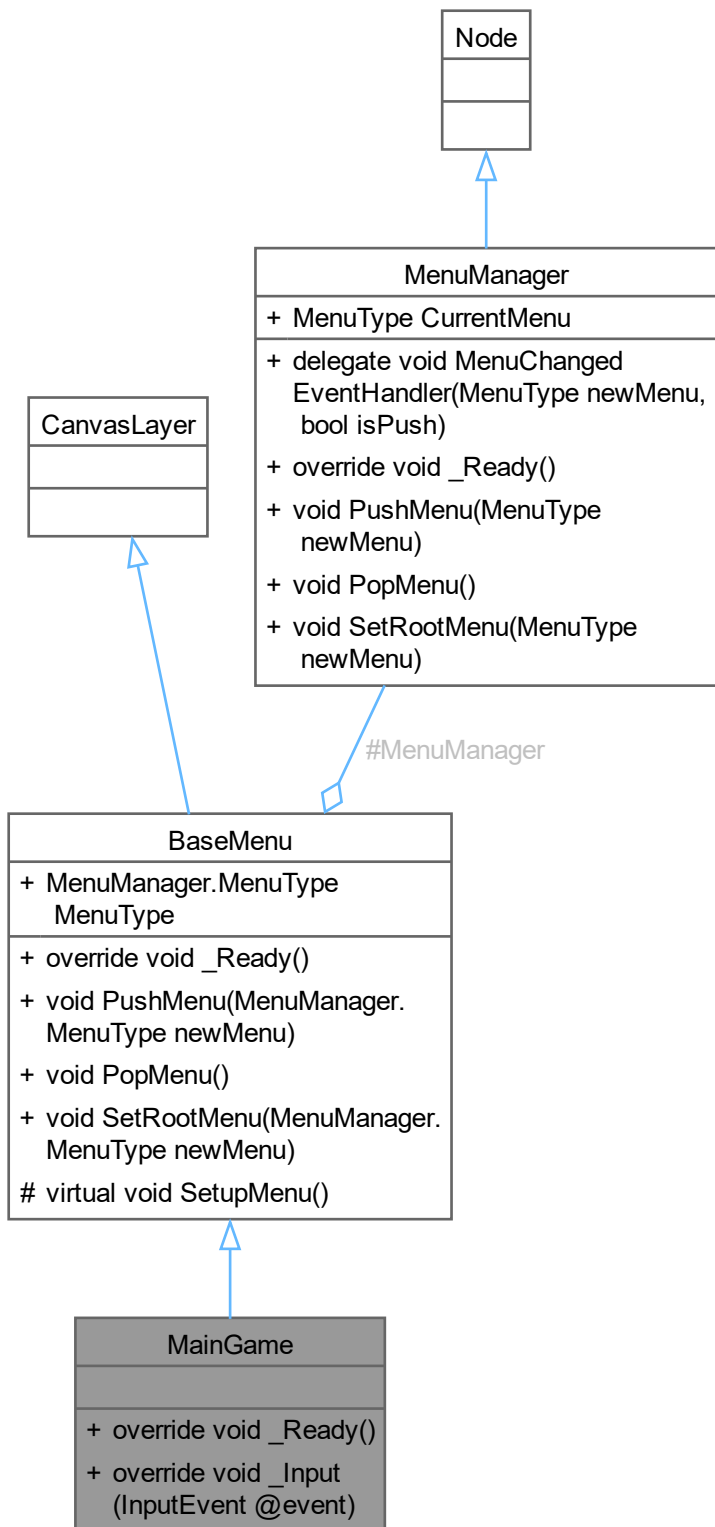 Node
MenuManager
+ MenuType CurrentMenu
+ delegate void MenuChanged
EventHandler(MenuType newMenu,
bool isPush)
+ override void _Ready()
+ void PushMenu(MenuType
newMenu)
+ void PopMenu()
+ void SetRootMenu(MenuType
newMenu)
CanvasLayer
#MenuManager
BaseMenu
+ MenuManager.MenuType
MenuType
+ override void _Ready()
+ void PushMenu(MenuManager.
MenuType newMenu)
+ void PopMenu()
+ void SetRootMenu(MenuManager.
MenuType newMenu)
# virtual void SetupMenu()
MainGame
+ override void _Ready()
+ override void _Input
(InputEvent @event)